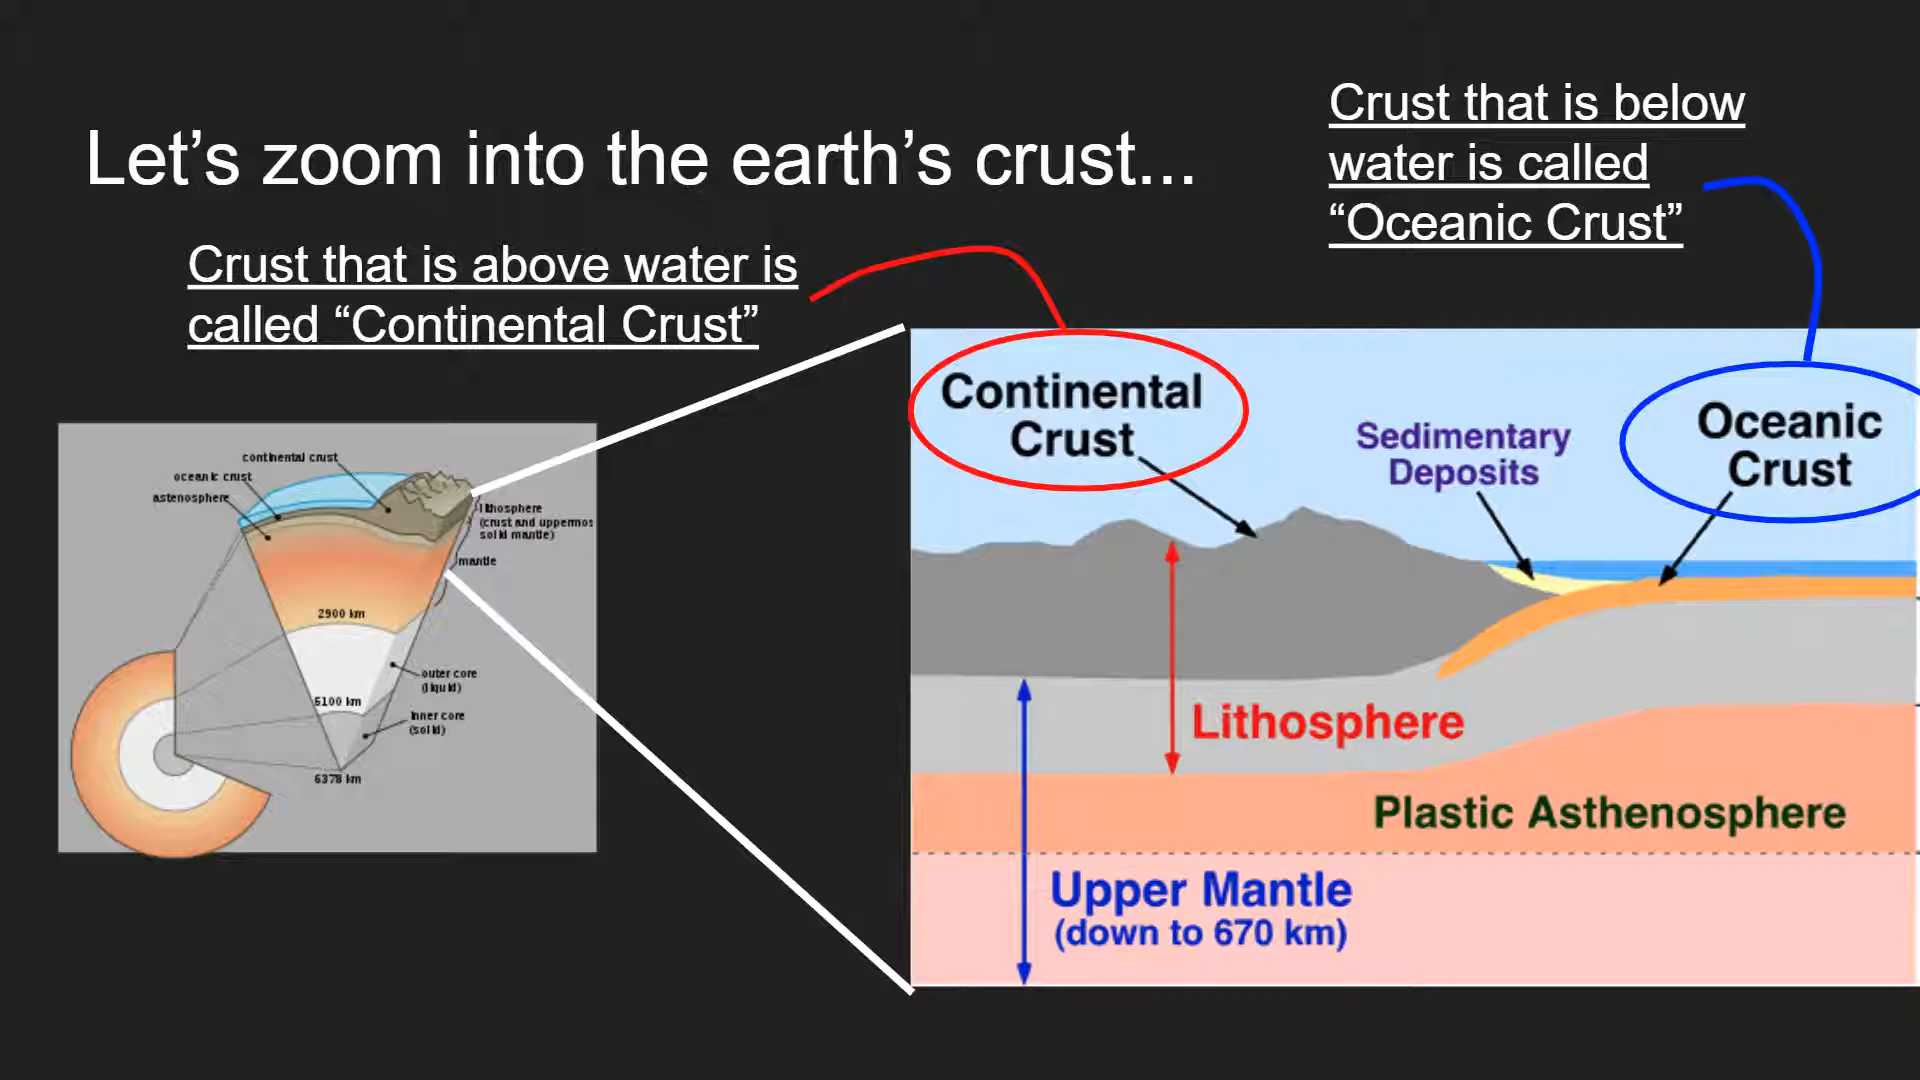 Let’s zoom into the earth’s crust...
Crust that is below
water is called
“Oceanic Crust”
Crust that is above water is
called “Continental Crust”
continental crust
oceanic crust
astenosphere
lithosphere
(crust and uppermos
solid mantle)
mantle
2900 km
outer core
(liquid)
5100 km
inner core
(solid)
6378 km
Continental
Crust
Sedimentary
Deposits
Oceanic
Crust
Lithosphere
Plastic Asthenosphere
Upper Mantle
(down to 670 km)